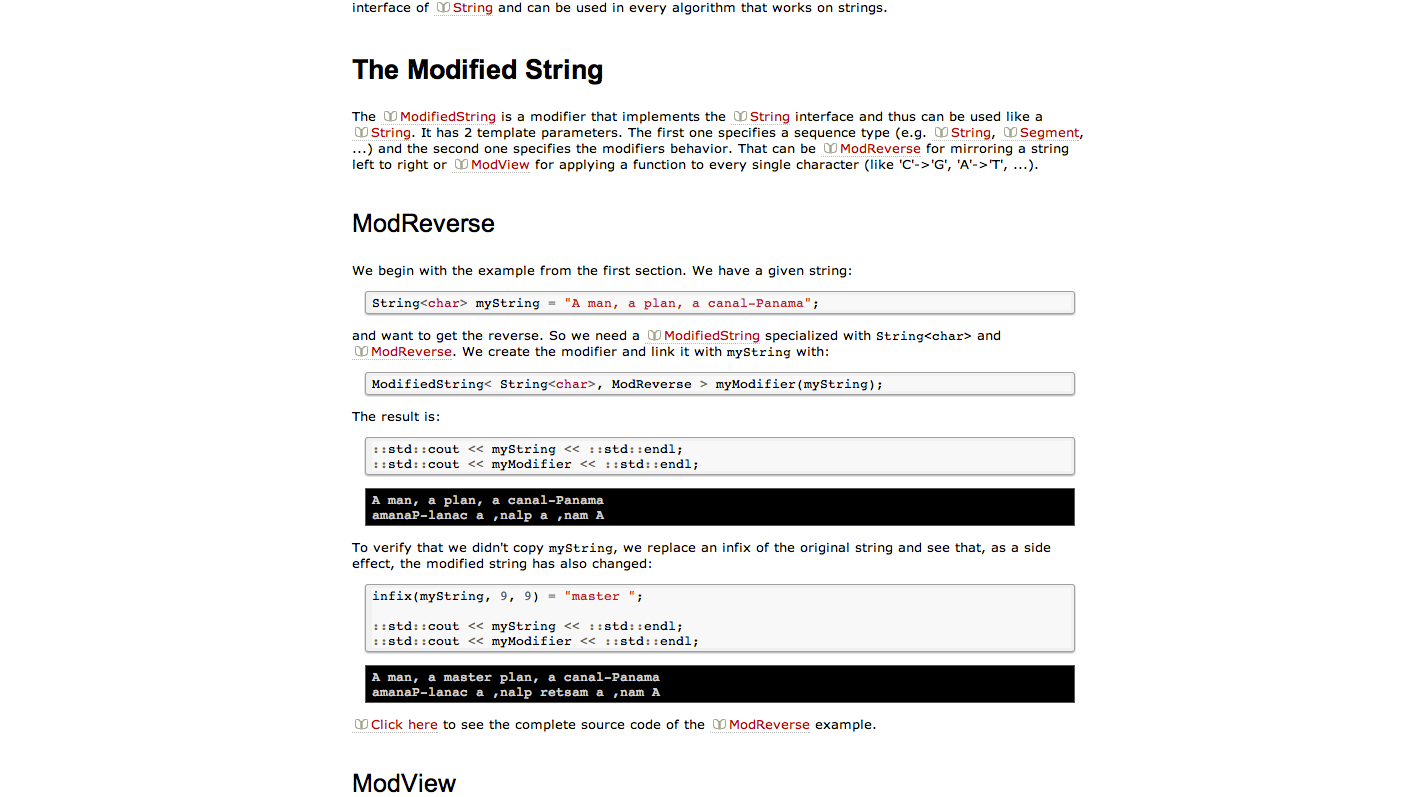 interface of String and can be used in every algorithm that works on strings.
The Modified String
The ModifiedString is a modifier that implements the String interface and thus can be used like a
String. It has 2 template parameters. The first one specifies a sequence type (e.g. String, Segment,
...) and the second one specifies the modifiers behavior. That can be ModReverse for mirroring a string
left to right or ModView for applying a function to every single character (like 'C'->'G', 'A'->'T', ...).
ModReverse
We begin with the example from the first section. We have a given string:
String<char> myString = "A man, a plan, a canal-Panama";
and want to get the reverse. So we need a ModifiedString specialized with String<char> and
ModReverse. We create the modifier and link it with myString with:
ModifiedString< String<char>, ModReverse > myModifier(myString);
The result is:
::std::cout << myString << ::std::endl;
::std::cout << myModifier << ::std::endl;
A man, a plan, a canal-Panama
amanaP-lanac a ,nalp a ,nam A
To verify that we didn't copy myString, we replace an infix of the original string and see that, as a side
effect, the modified string has also changed:
infix(myString, 9, 9) = "master ";
::std::cout << myString << ::std::endl;
::std::cout << myModifier << ::std::endl;
A man, a master plan, a canal-Panama
amanaP-lanac a ,nalp retsam a ,nam A
Click here to see the complete source code of the ModReverse example.
ModView